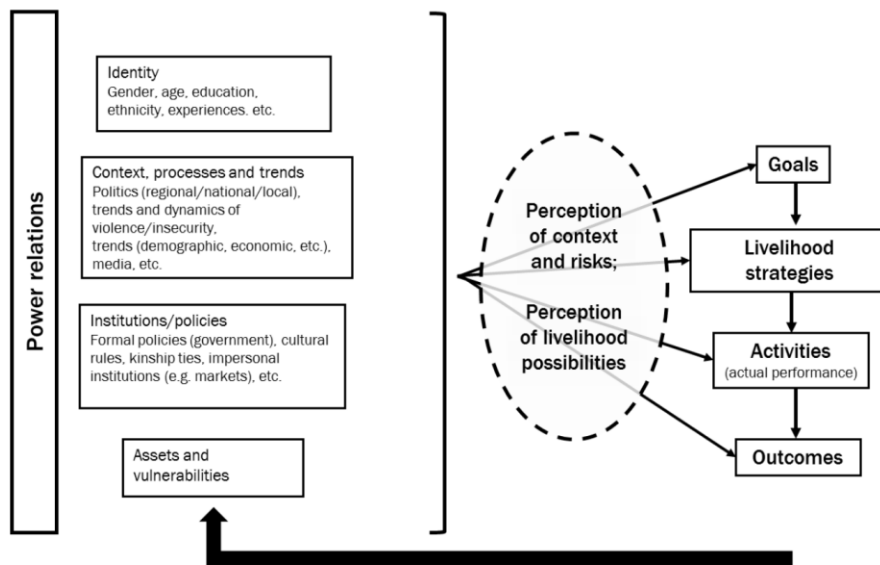 Power relations
Identity
Gender, age, education,
ethnicity, experiences. etc.
Context, processes and trends
Politics (regional/national/local),
trends and dynamics of
violence/insecurity,
trends (demographic, economic, etc.),
media, etc.
Institutions/policies
Formal policies (government), cultural
rules, kinship ties, impersonal
institutions (e.g. markets), etc.
Assets and
vulnerabilities
Perception
of context
and risks;
Perception
of livelihood
possibilities
Goals
Livelihood
strategies
Activities
(actual performance)
Outcomes